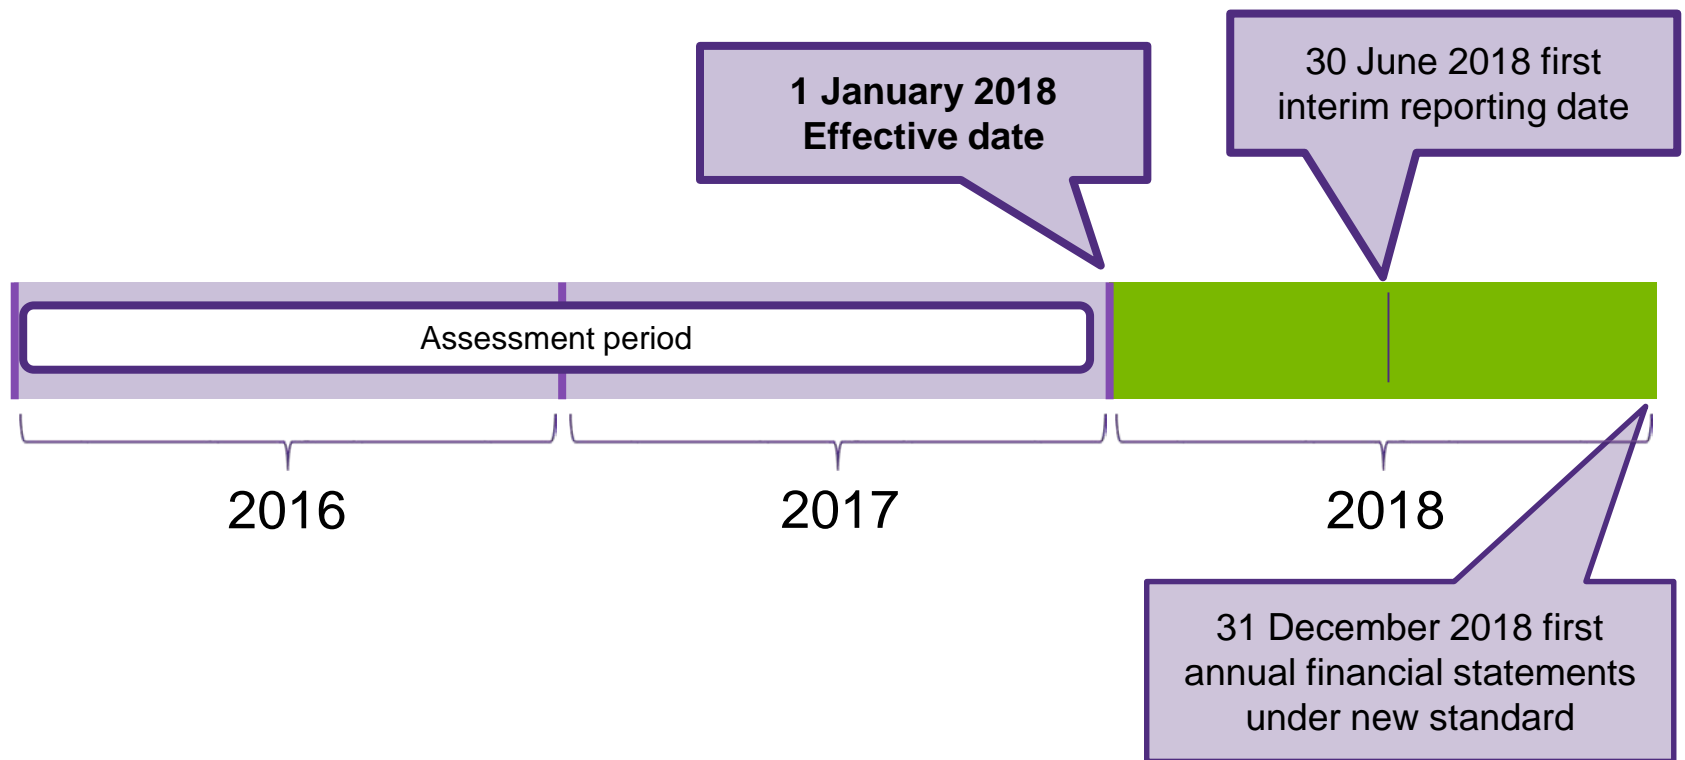 1 January 2018
Effective date
30 June 2018 first
interim reporting date
Assessment period
2016
2017
2018
31 December 2018 first
annual financial statements
under new standard